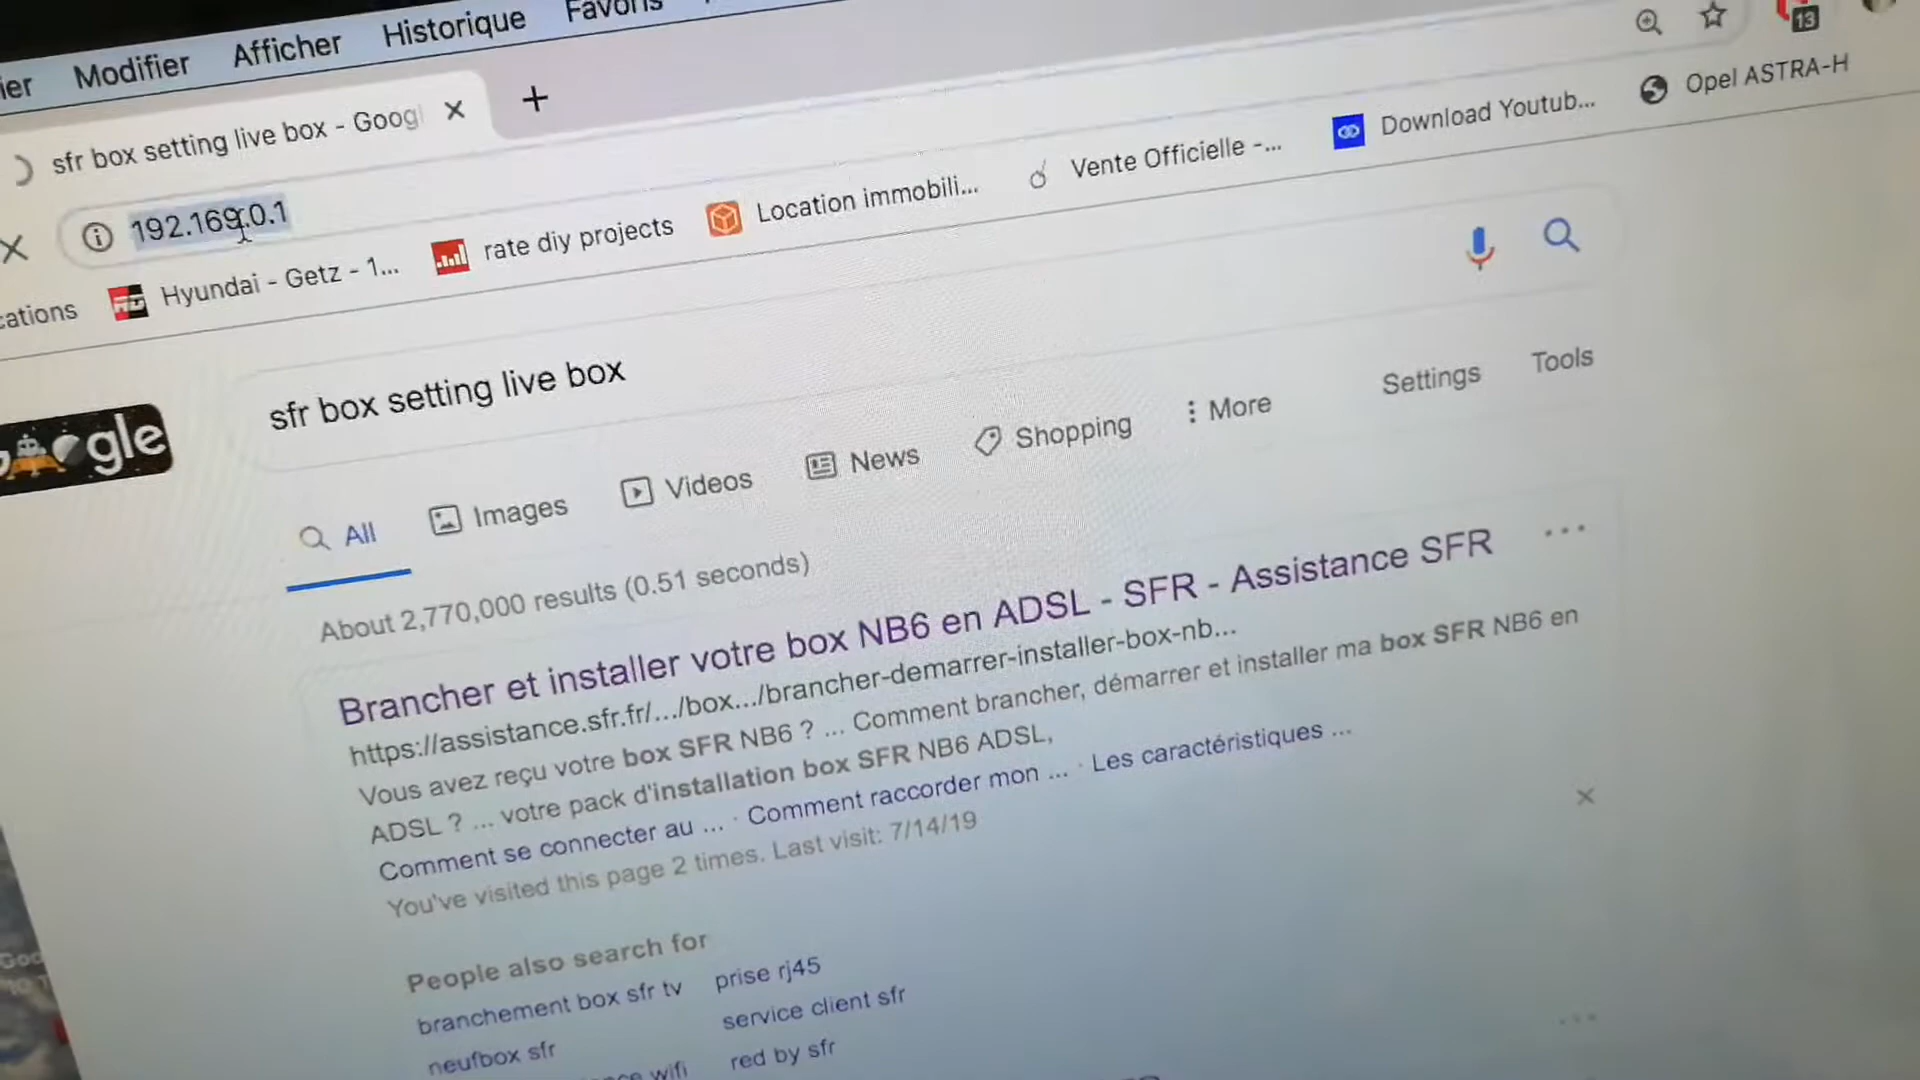 ier Modifier Afficher Historique Favoris
sfr box setting live box - Googl
13
192.169.0.1
cations Hyundai - Getz - 1... rate diy projects Location immobili... Vente Officielle -... Download Youtub... Opel ASTRA-H
sfr box setting live box
gle
All Images Videos News Shopping More Settings Tools
About 2,770,000 results (0.51 seconds)
Brancher et installer votre box NB6 en ADSL - SFR - Assistance SFR
https://assistance.sfr.fr/.../box.../brancher-demarrer-installer-box-nb...
Vous avez reçu votre box SFR NB6 ? ... Comment brancher, démarrer et installer ma box SFR NB6 en
ADSL ? ... votre pack d'installation box SFR NB6 ADSL,
Comment se connecter au ... · Comment raccorder mon ... · Les caractéristiques ...
You've visited this page 2 times. Last visit: 7/14/19
People also search for
branchement box sfr tv prise rj45
neufbox sfr service client sfr
wifi red by sfr